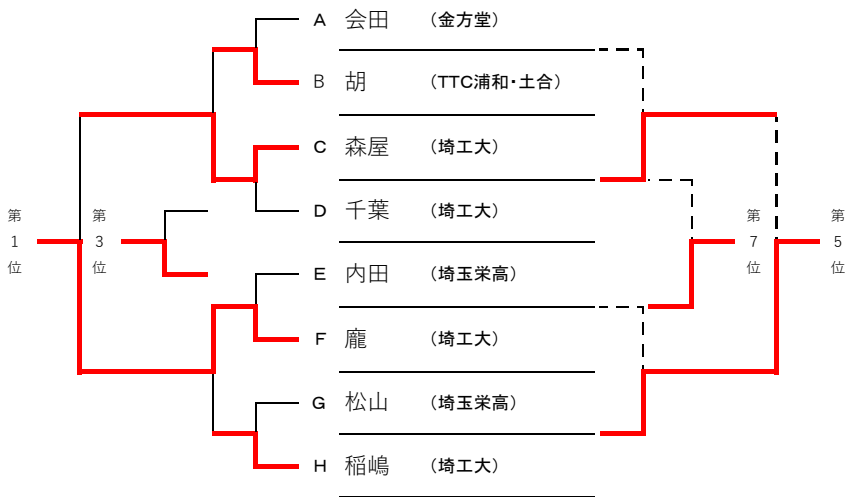 A 会田 （金方堂）
B 胡 （TTC浦和・土合）
C 森屋 （埼工大）
D 千葉 （埼工大）
E 内田 （埼玉栄高）
F 龐 （埼工大）
G 松山 （埼玉栄高）
H 稲嶋 （埼工大）
第1位
第3位
第7位
第5位